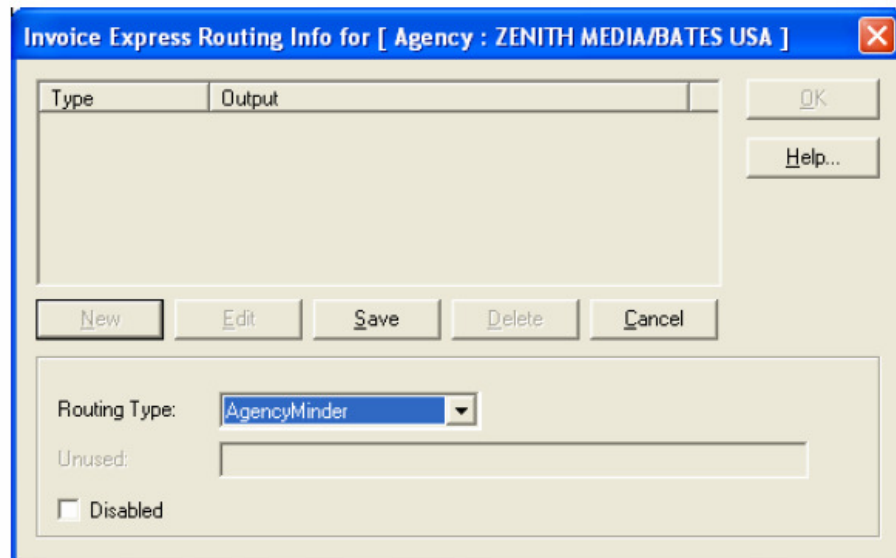 Invoice Express Routing Info for [ Agency : ZENITH MEDIA/BATES USA ]
Type Output
OK
Help...
New Edit Save Delete Cancel
Routing Type: AgencyMinder
Unused:
Disabled